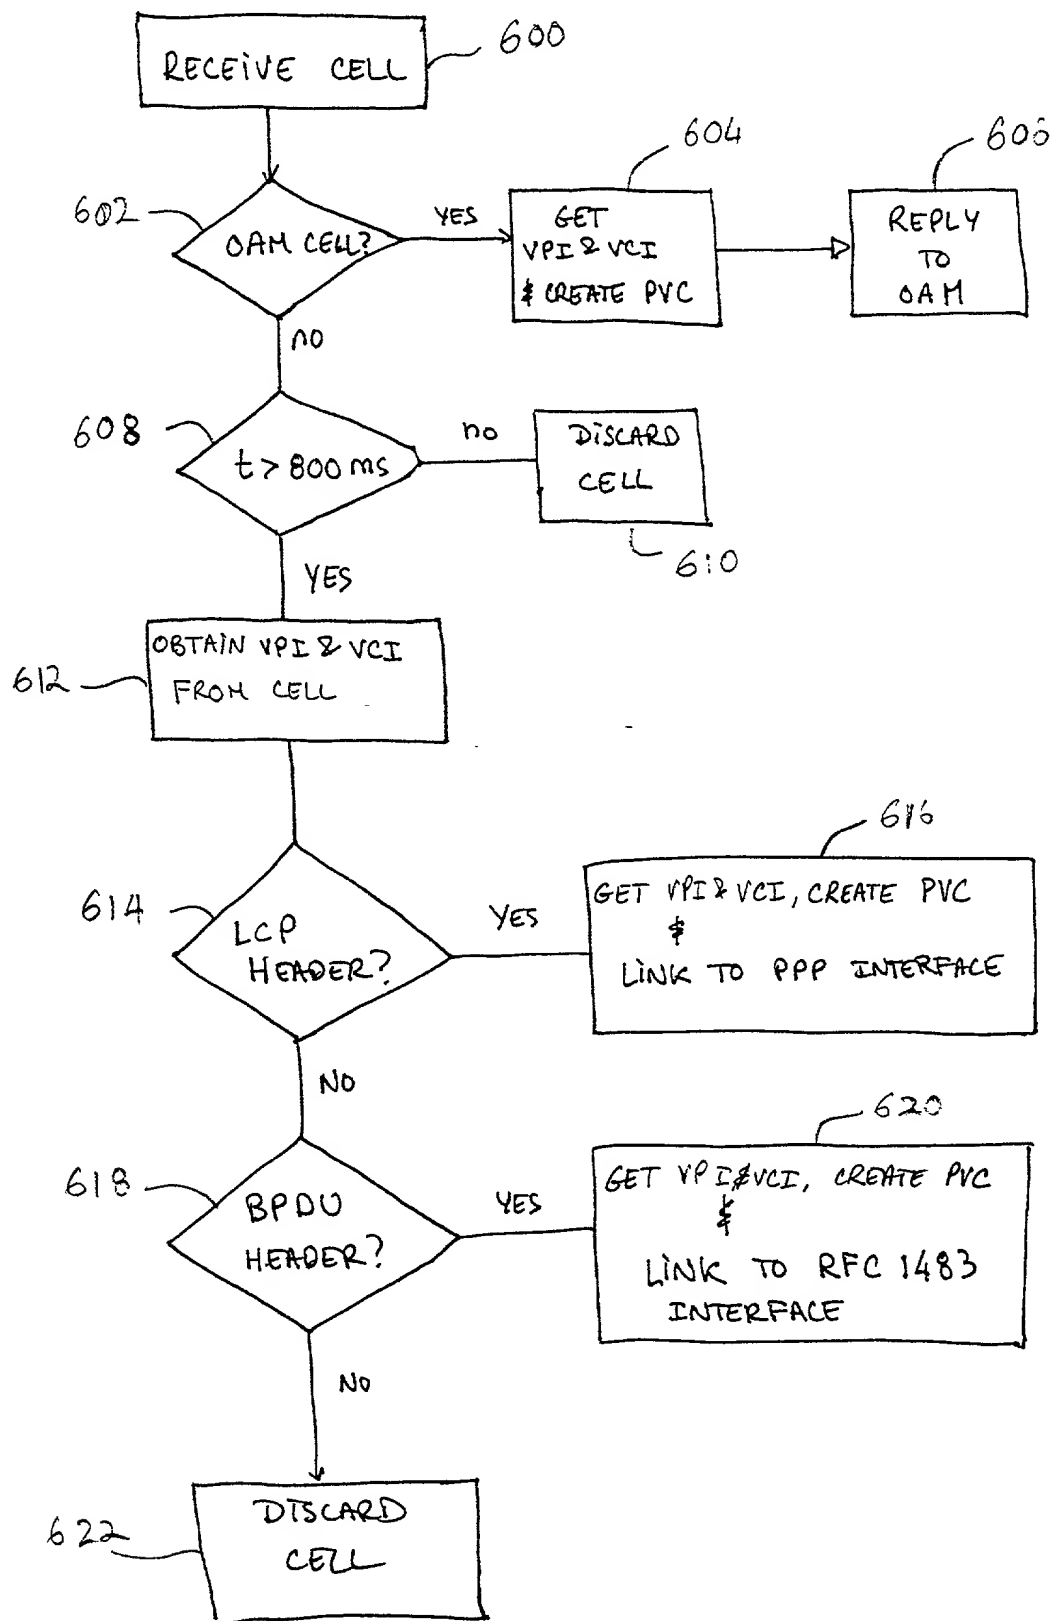 600
RECEIVE CELL
602
OAM CELL?
YES
604
GET
VPI & VCI
& CREATE PVC
606
REPLY
TO
OAM
no
608
t > 800 ms
no
DISCARD
CELL
610
YES
612
OBTAIN VPI & VCI
FROM CELL
614
LCP
HEADER?
YES
616
GET VPI & VCI, CREATE PVC
&
LINK TO PPP INTERFACE
NO
618
BPDU
HEADER?
YES
620
GET VPI & VCI, CREATE PVC
&
LINK TO RFC 1483
INTERFACE
NO
622
DISCARD
CELL